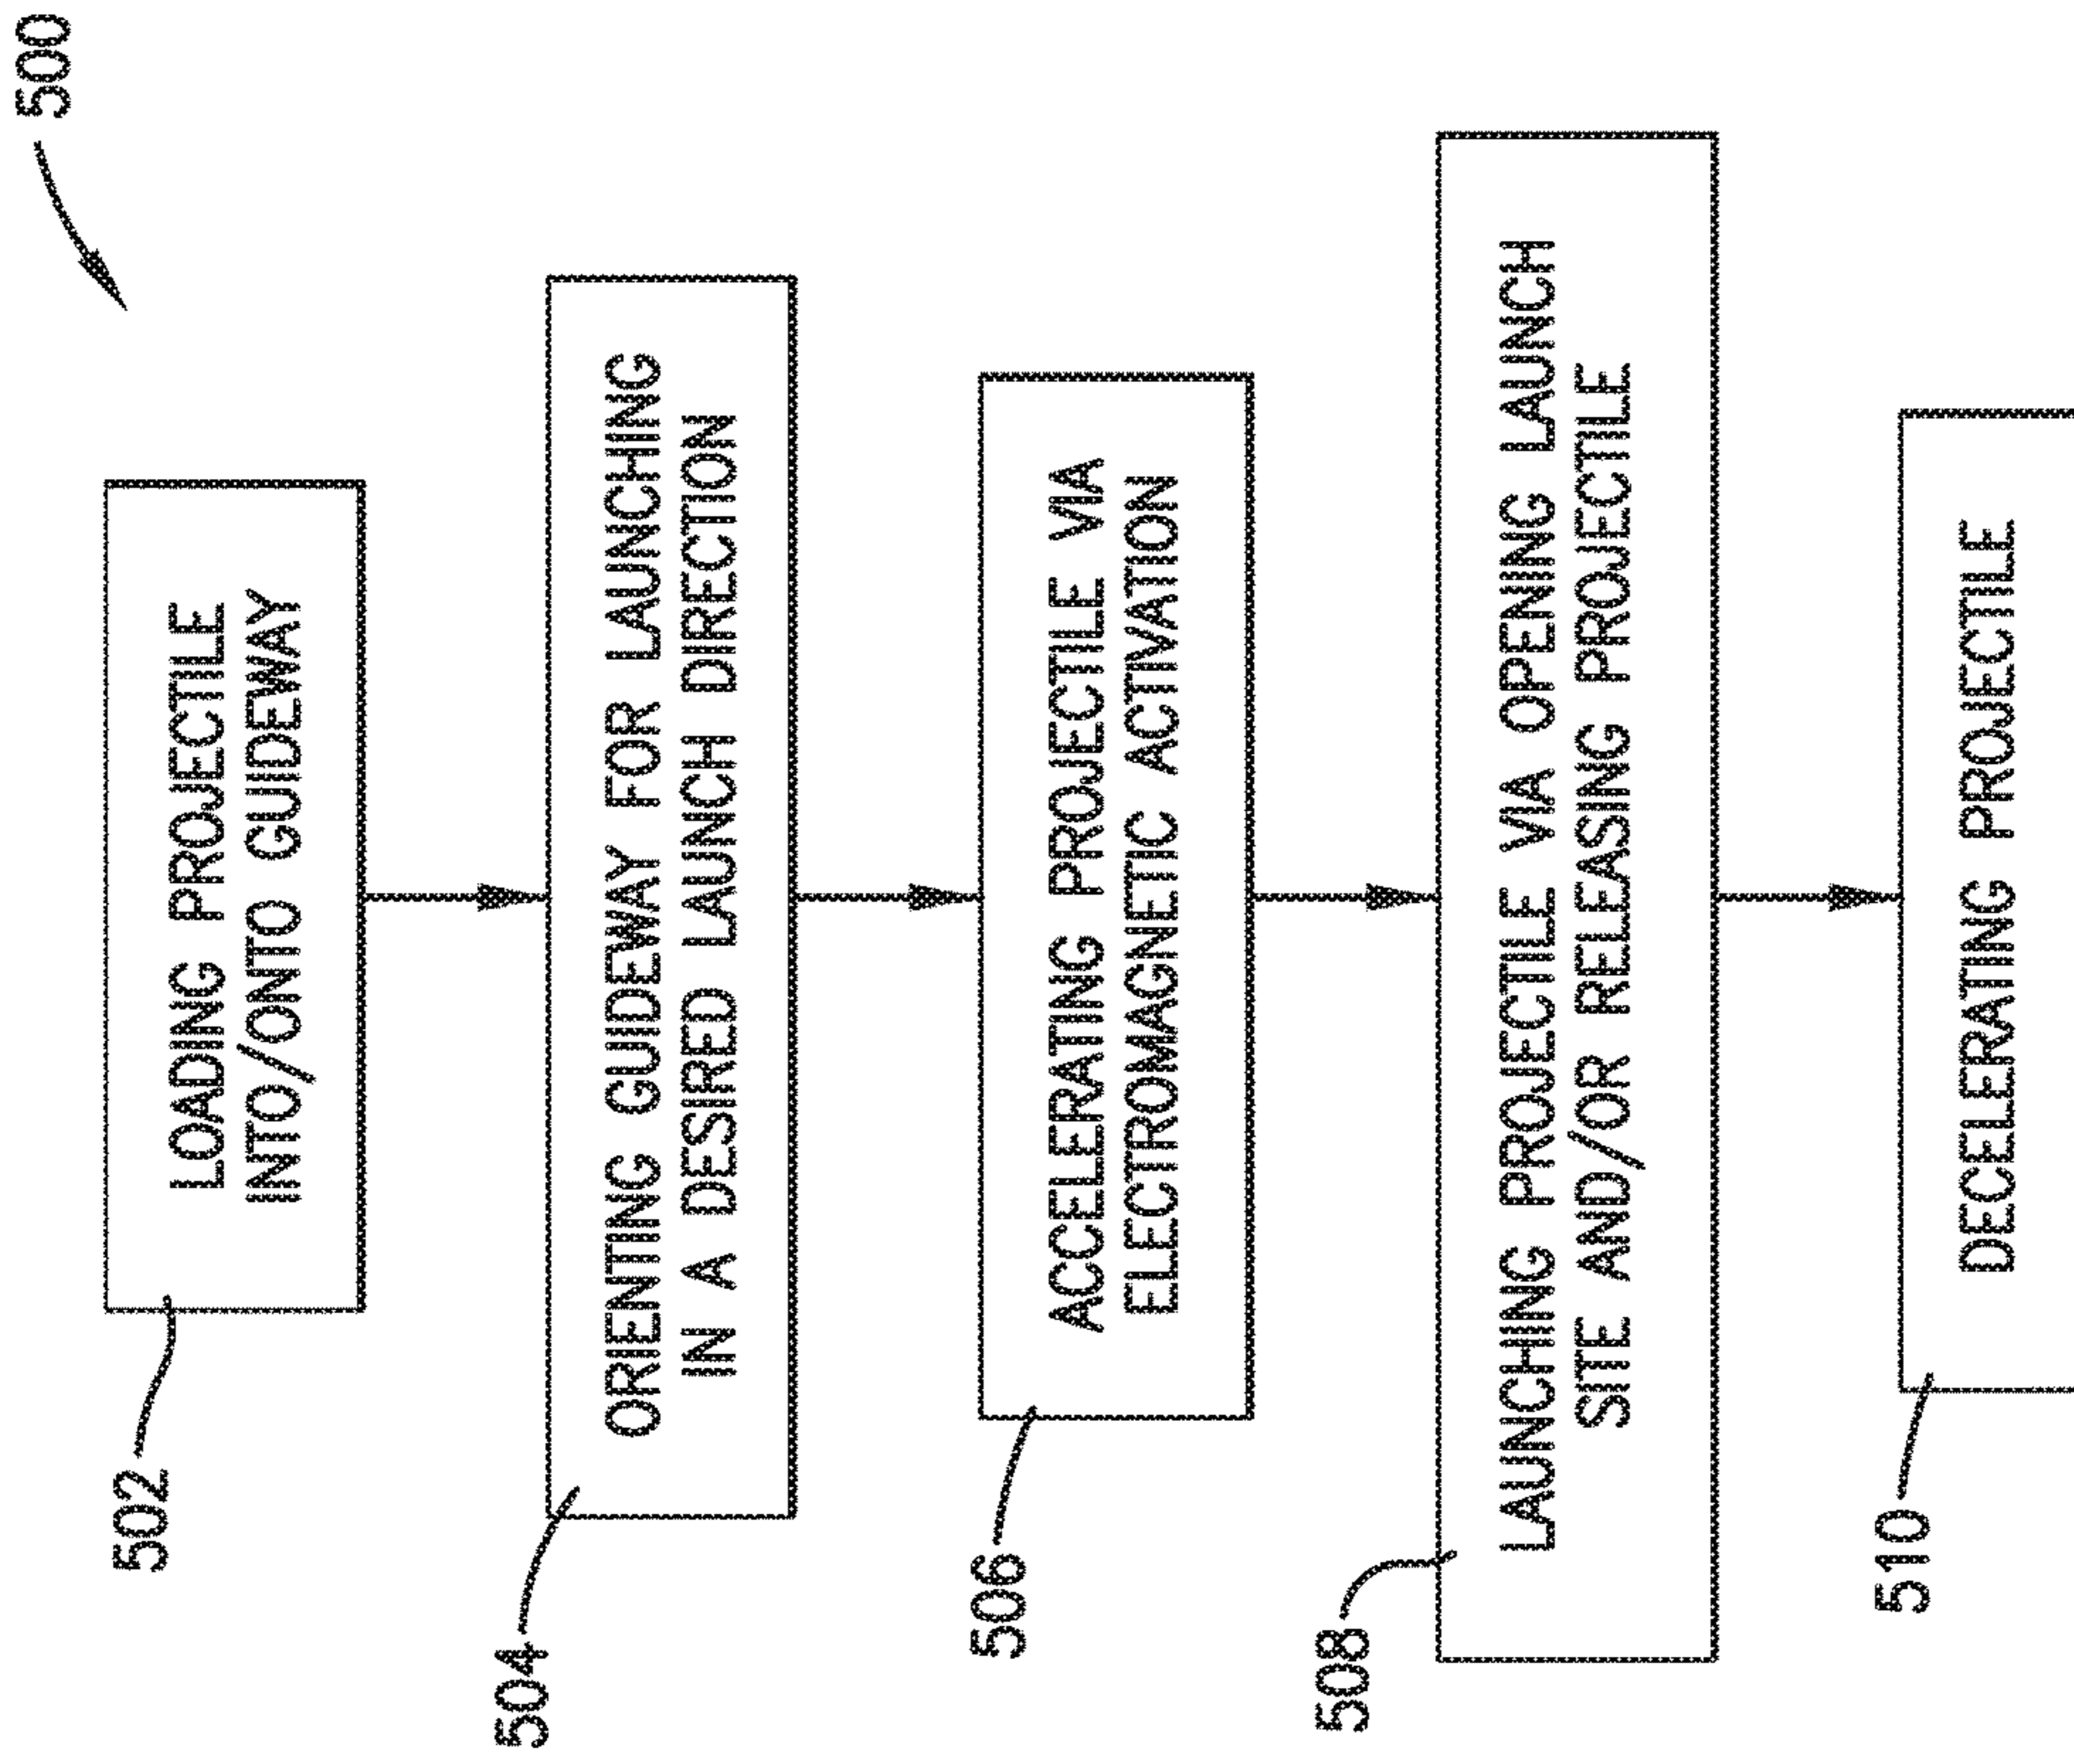 500
502
LOADING PROJECTILE
INTO/ONTO GUIDEWAY
504
ORIENTING GUIDEWAY FOR LAUNCHING
IN A DESIRED LAUNCH DIRECTION
506
ACCELERATING PROJECTILE VIA
ELECTROMAGNETIC ACTIVATION
508
LAUNCHING PROJECTILE VIA OPENING LAUNCH
SITE AND/OR RELEASING PROJECTILE
510
DECELERATING PROJECTILE